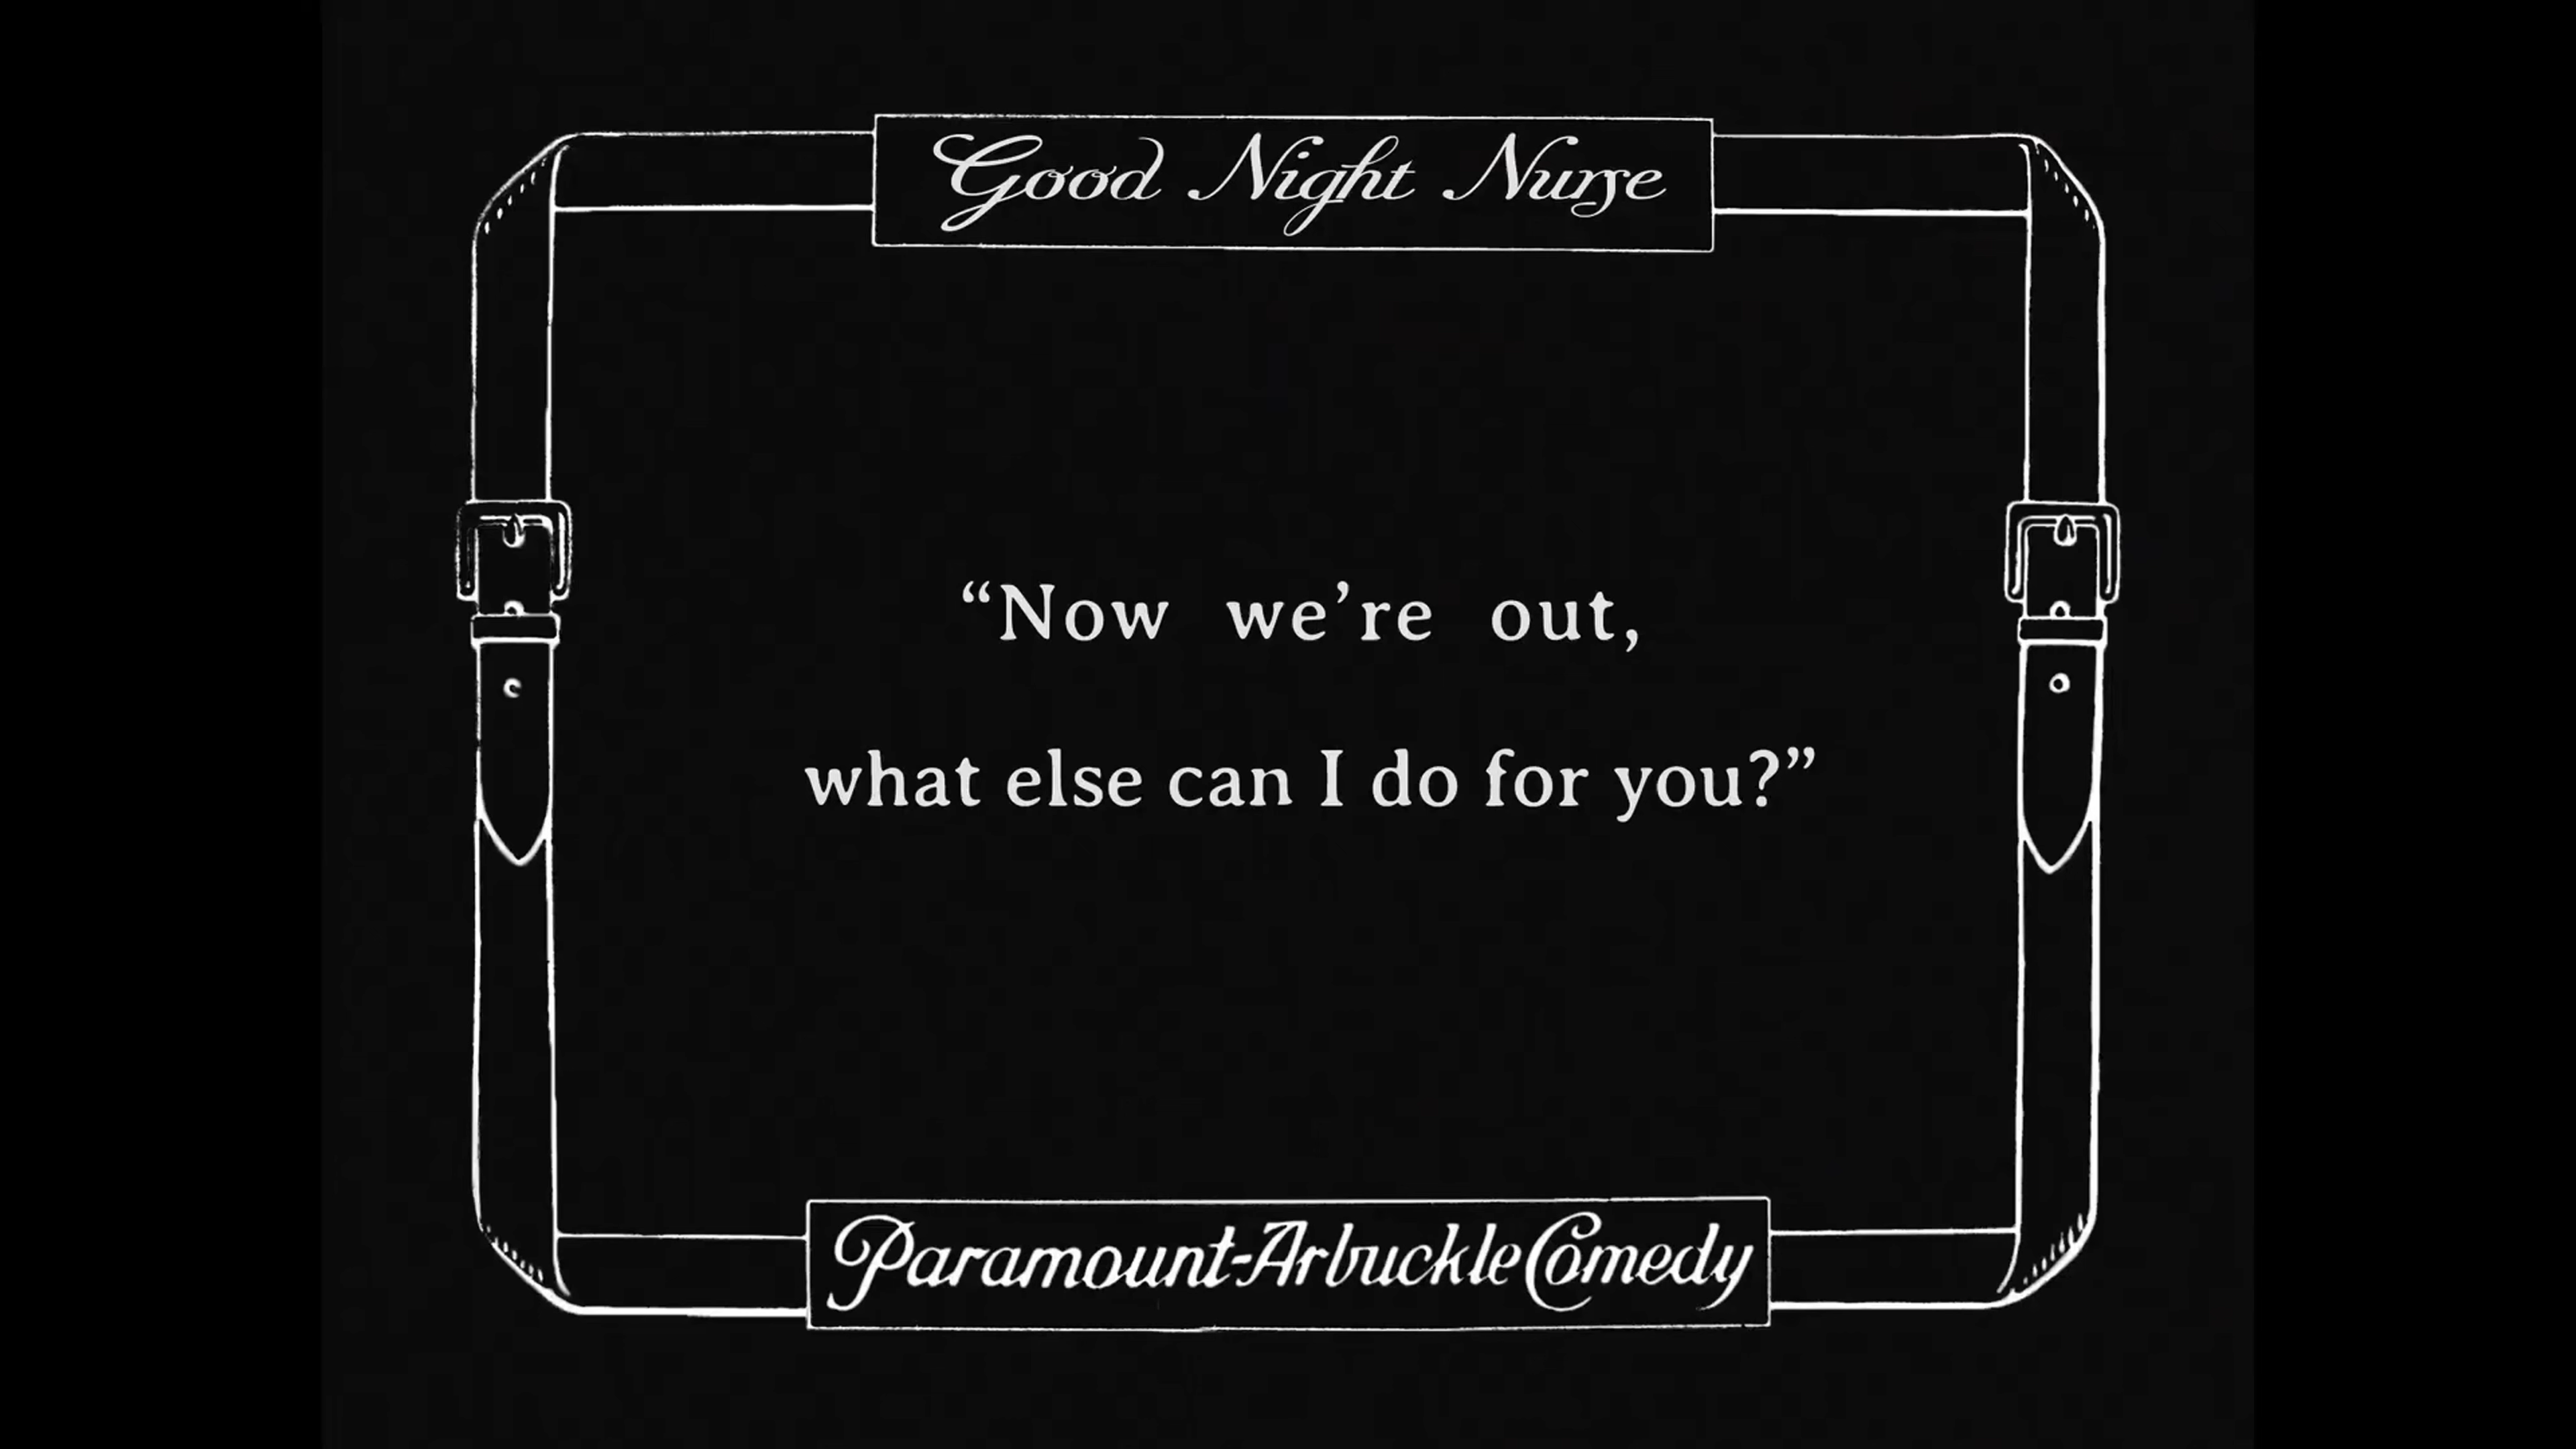 Good Night Nurse
“Now we’re out,
what else can I do for you?”
Paramount-Arbuckle Comedy